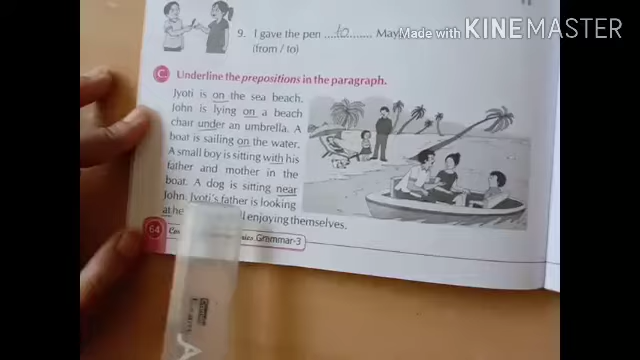 9. I gave the pen ....to........ May
(from / to)
Made with KINEMASTER
C. Underline the prepositions in the paragraph.
Jyoti is on the sea beach.
John is lying on a beach
chair under an umbrella. A
boat is sailing on the water.
A small boy is sitting with his
father and mother in the
boat. A dog is sitting near
John. Jyoti's father is looking
at he enjoying themselves.
64 Grammar-3